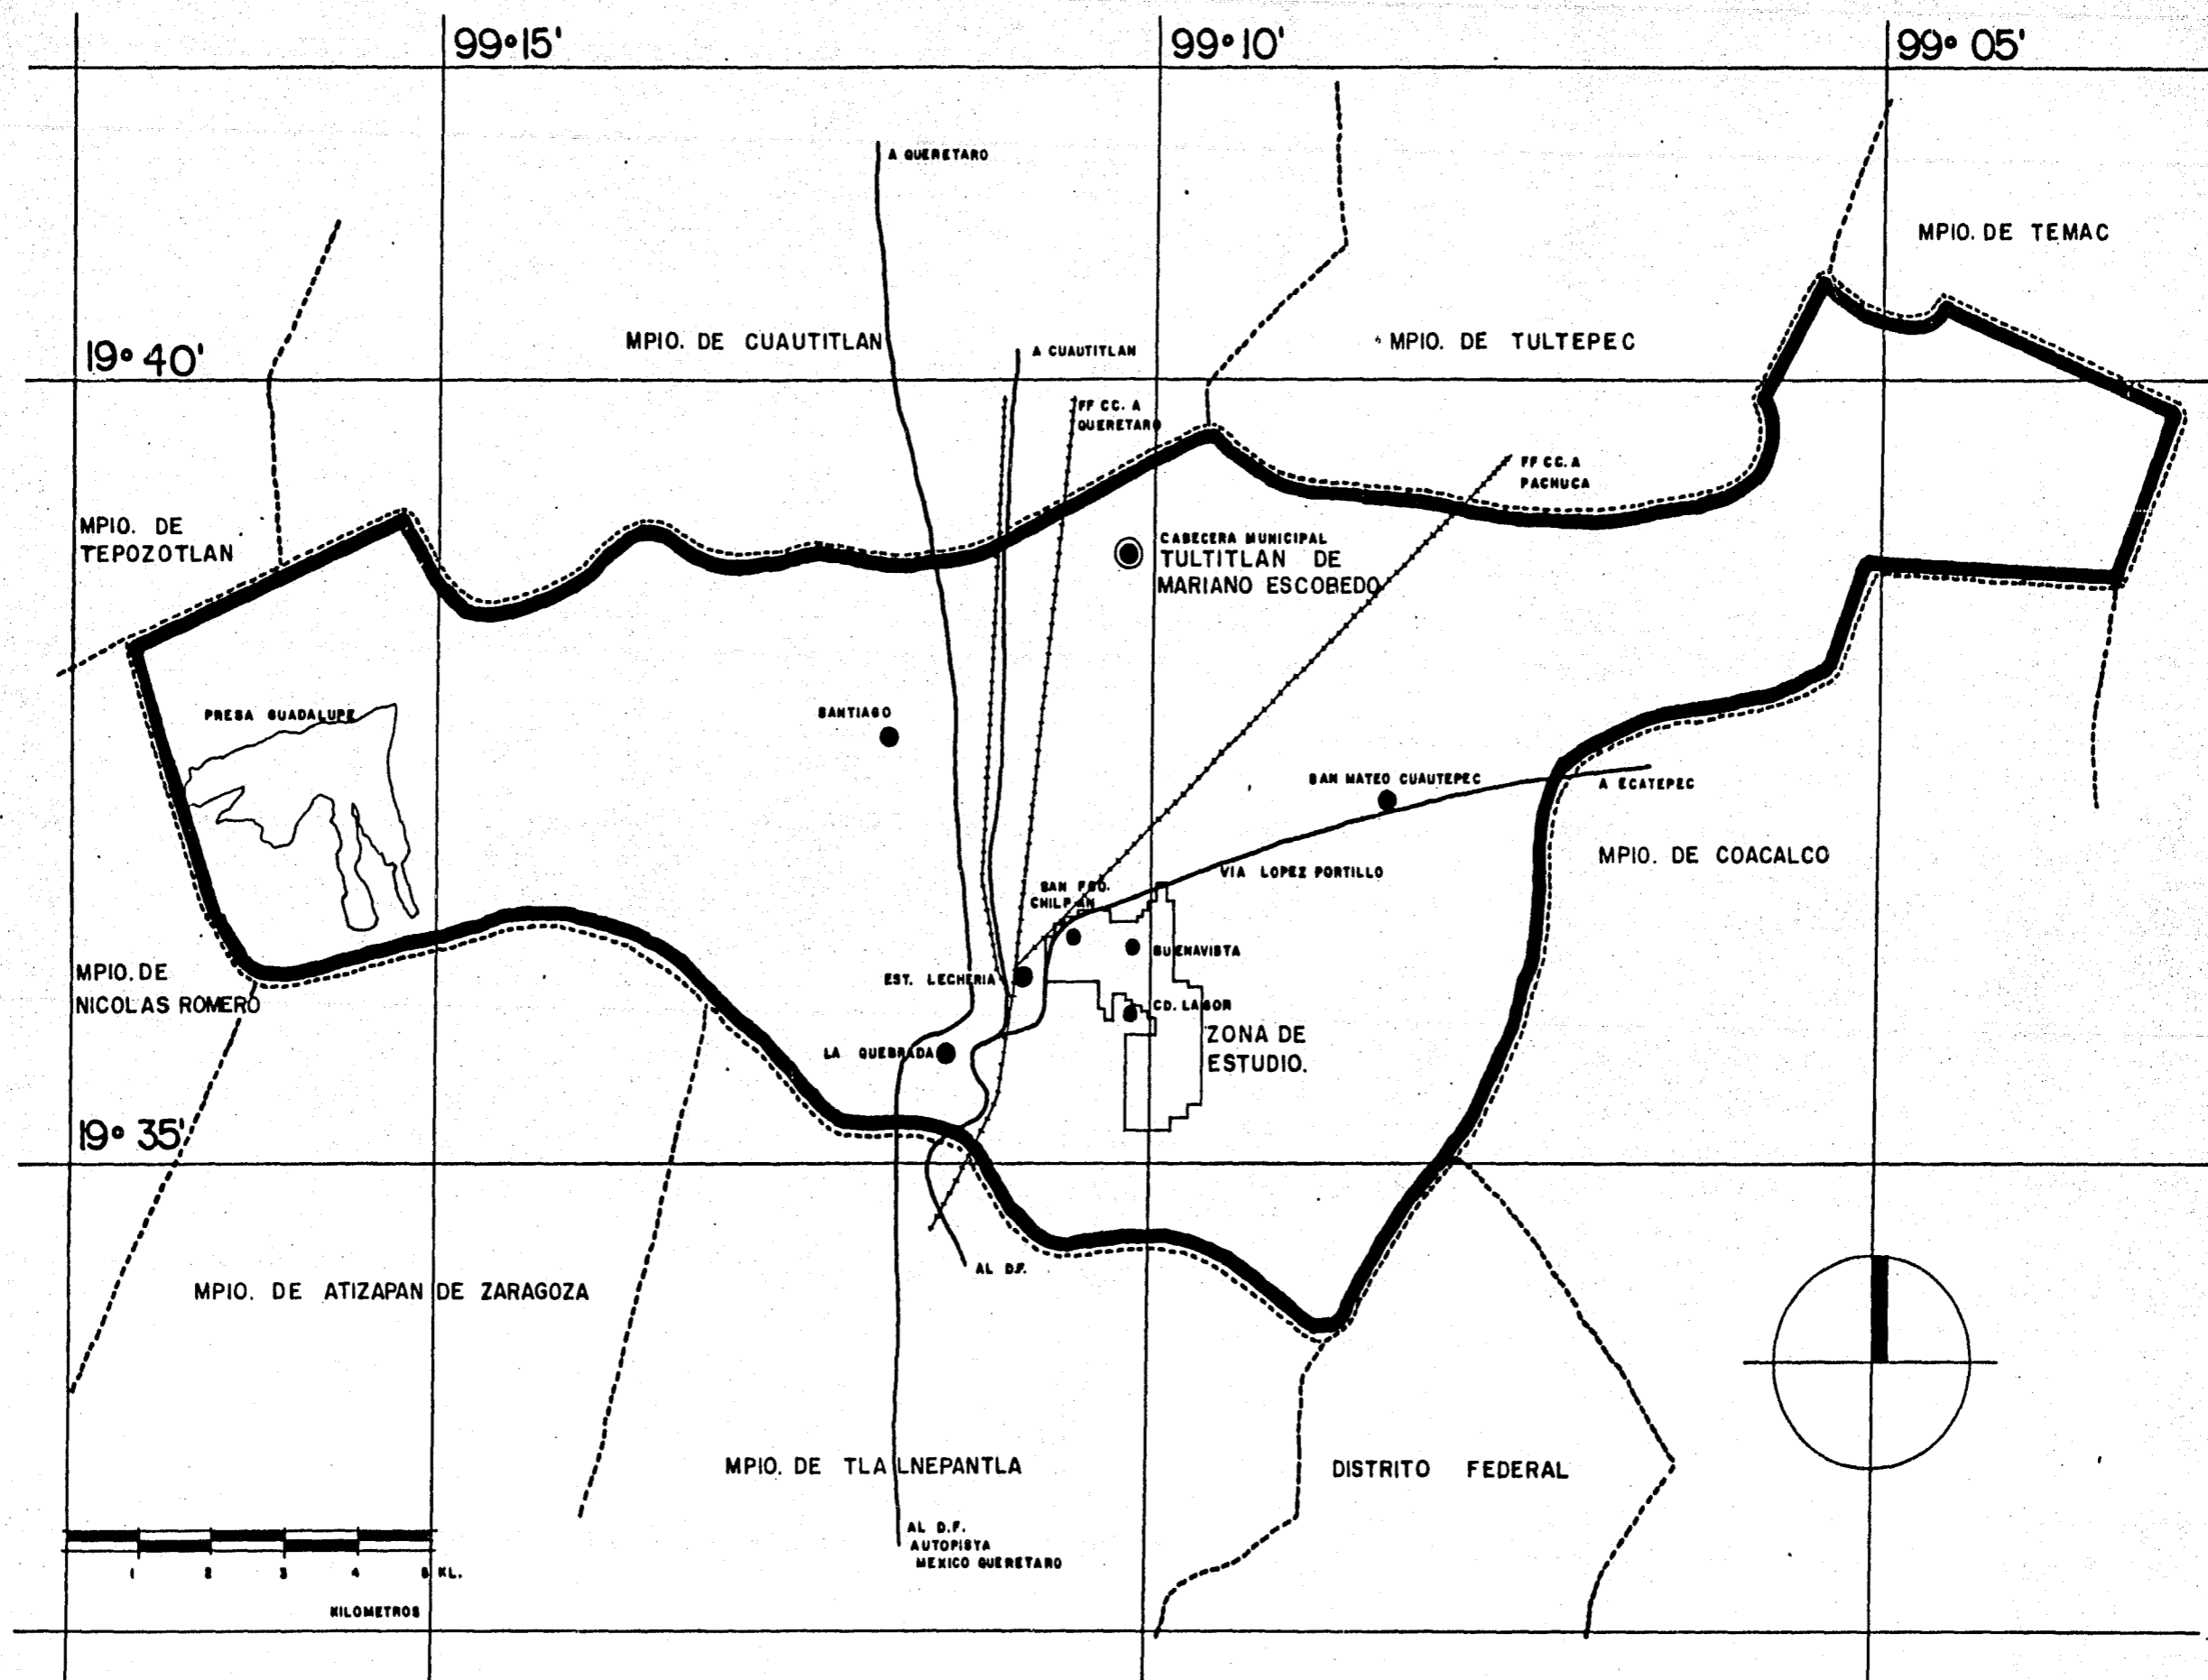 99°15'
99°10'
99°05'
A QUERETARO
MPIO. DE TEMAC
MPIO. DE CUAUTITLAN
A CUAUTITLAN
MPIO. DE TULTEPEC
19°40'
FF CC. A
QUERETARO
FF CC. A
PACHUCA
MPIO. DE
TEPOZOTLAN
CABECERA MUNICIPAL
TULTITLAN DE
MARIANO ESCOBEDO
PRESA GUADALUPE
SANTIAGO
SAN MATEO CUAUTEPEC
A ECATEPEC
MPIO. DE COACALCO
VIA LOPEZ PORTILLO
SAN FCO.
CHILPAN
BUENAVISTA
EST. LECHERIA
MPIO. DE
NICOLAS ROMERO
CD. LABOR
ZONA DE
ESTUDIO.
LA QUEBRADA
19°35'
AL D.F.
MPIO. DE ATIZAPAN DE ZARAGOZA
MPIO. DE TLALNEPANTLA
DISTRITO FEDERAL
AL D.F.
AUTOPISTA
MEXICO QUERETARO
1 2 3 4 5 KL.
KILOMETROS